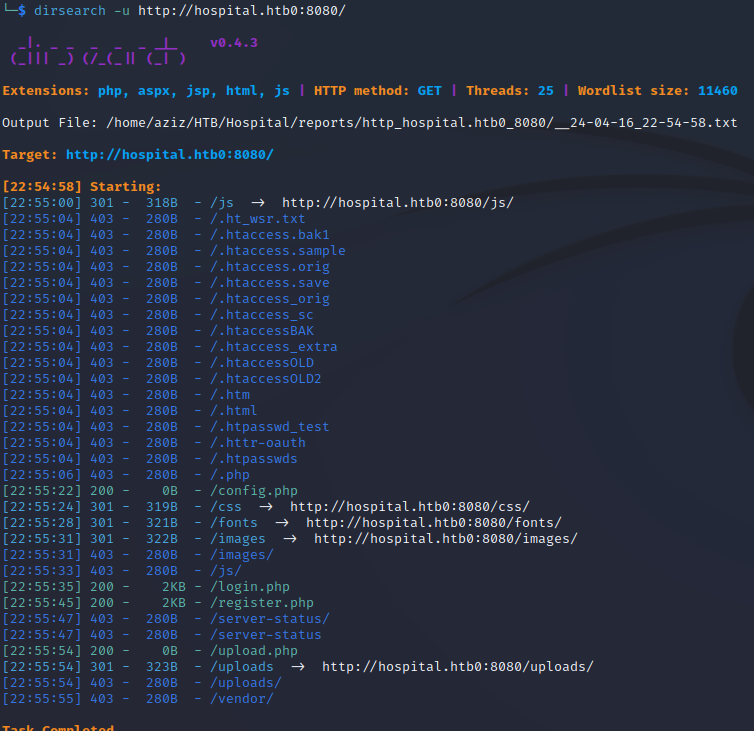 └─$ dirsearch -u http://hospital.htb0:8080/
_|. _ _ _ _ _ _|_ v0.4.3
(_||| _) (/_(_|| (_| )
Extensions: php, aspx, jsp, html, js | HTTP method: GET | Threads: 25 | Wordlist size: 11460
Output File: /home/aziz/HTB/Hospital/reports/http_hospital.htb0_8080/__24-04-16_22-54-58.txt
Target: http://hospital.htb0:8080/
[22:54:58] Starting:
[22:55:00] 301 - 318B - /js -> http://hospital.htb0:8080/js/
[22:55:04] 403 - 280B - /.ht_wsr.txt
[22:55:04] 403 - 280B - /.htaccess.bak1
[22:55:04] 403 - 280B - /.htaccess.sample
[22:55:04] 403 - 280B - /.htaccess.orig
[22:55:04] 403 - 280B - /.htaccess.save
[22:55:04] 403 - 280B - /.htaccess_orig
[22:55:04] 403 - 280B - /.htaccess_sc
[22:55:04] 403 - 280B - /.htaccessBAK
[22:55:04] 403 - 280B - /.htaccess_extra
[22:55:04] 403 - 280B - /.htaccessOLD
[22:55:04] 403 - 280B - /.htaccessOLD2
[22:55:04] 403 - 280B - /.htm
[22:55:04] 403 - 280B - /.html
[22:55:04] 403 - 280B - /.htpasswd_test
[22:55:04] 403 - 280B - /.httr-oauth
[22:55:04] 403 - 280B - /.htpasswds
[22:55:06] 403 - 280B - /.php
[22:55:22] 200 - 0B - /config.php
[22:55:24] 301 - 319B - /css -> http://hospital.htb0:8080/css/
[22:55:28] 301 - 321B - /fonts -> http://hospital.htb0:8080/fonts/
[22:55:31] 301 - 322B - /images -> http://hospital.htb0:8080/images/
[22:55:31] 403 - 280B - /images/
[22:55:33] 403 - 280B - /js/
[22:55:35] 200 - 2KB - /login.php
[22:55:45] 200 - 2KB - /register.php
[22:55:47] 403 - 280B - /server-status/
[22:55:47] 403 - 280B - /server-status
[22:55:54] 200 - 0B - /upload.php
[22:55:54] 301 - 323B - /uploads -> http://hospital.htb0:8080/uploads/
[22:55:54] 403 - 280B - /uploads/
[22:55:55] 403 - 280B - /vendor/
Task Completed